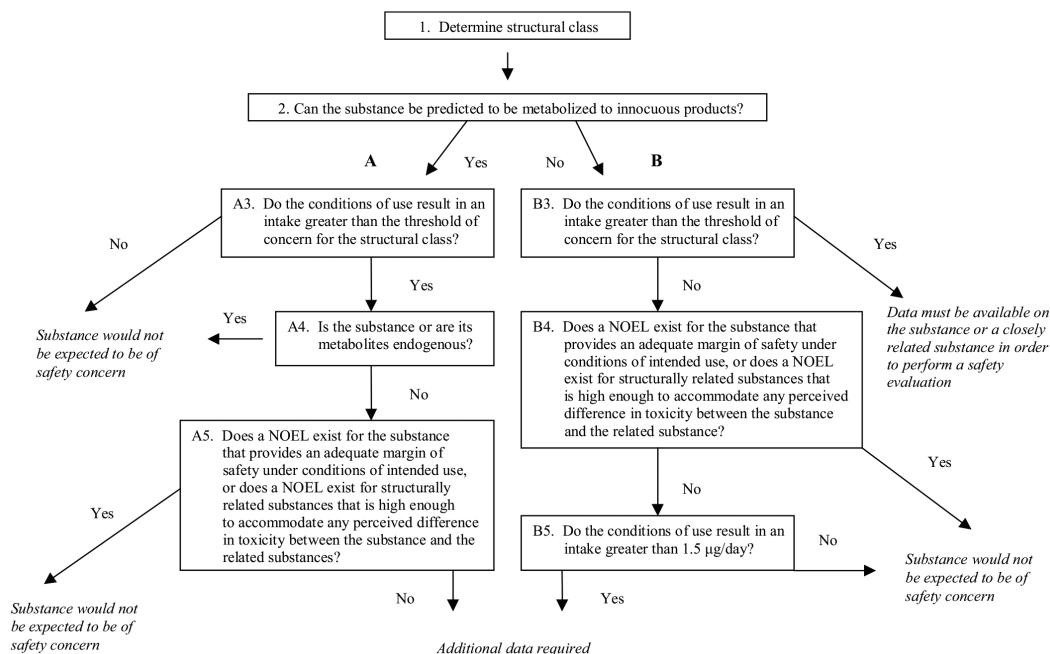 1. Determine structural class
2. Can the substance be predicted to be metabolized to innocuous products?
A
Yes
No
B
A3. Do the conditions of use result in an
intake greater than the threshold of
concern for the structural class?
B3. Do the conditions of use result in an
intake greater than the threshold of
concern for the structural class?
No
Yes
Yes
No
Substance would not
be expected to be of
safety concern
Yes
A4. Is the substance or are its
metabolites endogenous?
B4. Does a NOEL exist for the substance that
provides an adequate margin of safety under
conditions of intended use, or does a NOEL
exist for structurally related substances that
is high enough to accommodate any perceived
difference in toxicity between the substance
and the related substance?
Data must be available on
the substance or a closely
related substance in order
to perform a safety
evaluation
No
A5. Does a NOEL exist for the substance
that provides an adequate margin of
safety under conditions of intended use,
or does a NOEL exist for structurally
related substances that is high enough
to accommodate any perceived difference
in toxicity between the substance and the
related substances?
Yes
No
Yes
B5. Do the conditions of use result in an
intake greater than 1.5 μg/day?
No
Substance would not
be expected to be of
safety concern
Substance would not
be expected to be of
safety concern
No
Yes
Additional data required